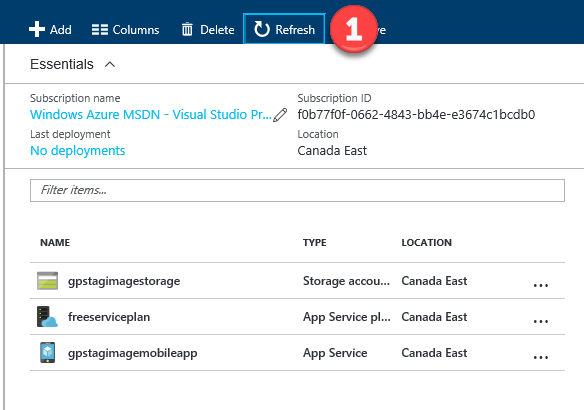 Add Columns Delete Refresh 1
Essentials
Subscription name Subscription ID
Windows Azure MSDN - Visual Studio Pr... f0b77f0f-0662-4843-bb4e-e3674c1bcdb0
Last deployment Location
No deployments Canada East
Filter items...
NAME TYPE LOCATION
gpstagimagestorage Storage accou... Canada East ...
freeserviceplan App Service pl... Canada East ...
gpstagimagemobileapp App Service Canada East ...